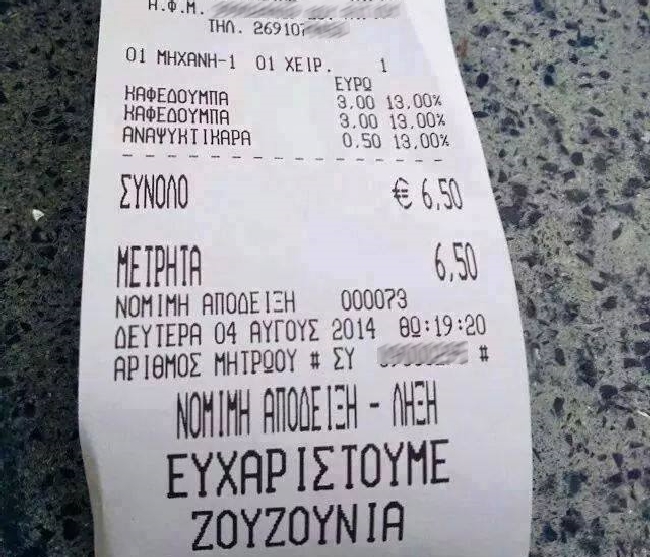 Α.Φ.Μ.
ΤΗΛ. 26910
01 ΜΗΧΑΝΗ-1 01 ΧΕΙΡ. 1
ΕΥΡΩ
ΚΑΦΕΔΟΥΜΠΑ 3,00 13,00%
ΚΑΦΕΔΟΥΜΠΑ 3,00 13,00%
ΑΝΑΨΥΚΤΙΚΑΡΑ 0,50 13,00%
ΣΥΝΟΛΟ € 6,50
ΜΕΤΡΗΤΑ 6,50
ΝΟΜΙΜΗ ΑΠΟΔΕΙΞΗ 000073
ΔΕΥΤΕΡΑ 04 ΑΥΓΟΥΣ 2014 ΘΩ:19:20
ΑΡΙΘΜΟΣ ΜΗΤΡΩΟΥ # ΣΥ #
ΝΟΜΙΜΗ ΑΠΟΔΕΙΞΗ - ΛΗΞΗ
ΕΥΧΑΡΙΣΤΟΥΜΕ
ΖΟΥΖΟΥΝΙΑ